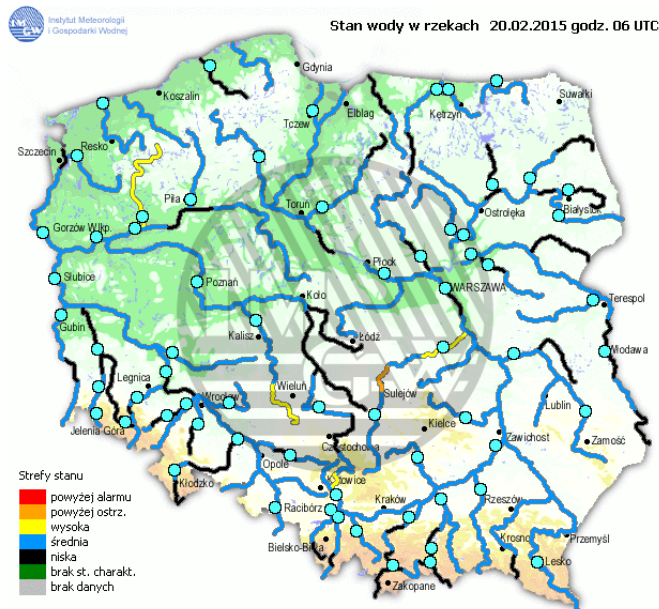 Instytut Meteorologii
i Gospodarki Wodnej
Stan wody w rzekach 20.02.2015 godz. 06 UTC
Gdynia
Koszalin
Suwałki
Elbląg
Kętrzyn
Tczew
Resko
Szczecin
Piła
Toruń
Ostrołęka
Białystok
Gorzów Wlkp.
Płock
Słubice
Poznań
Koło
WARSZAWA
Terespol
Gubin
Kalisz
Łódź
Włodawa
Legnica
Wieluń
Sulejów
Lublin
Wrocław
Jelenia Góra
Kielce
Zawichost
Zamość
Częstochowa
Opole
Kłodzko
Katowice
Racibórz
Kraków
Rzeszów
Bielsko-Biała
Krosno
Przemyśl
Lesko
Zakopane
Strefy stanu
powyżej alarmu
powyżej ostrz.
wysoka
średnia
niska
brak st. charakt.
brak danych